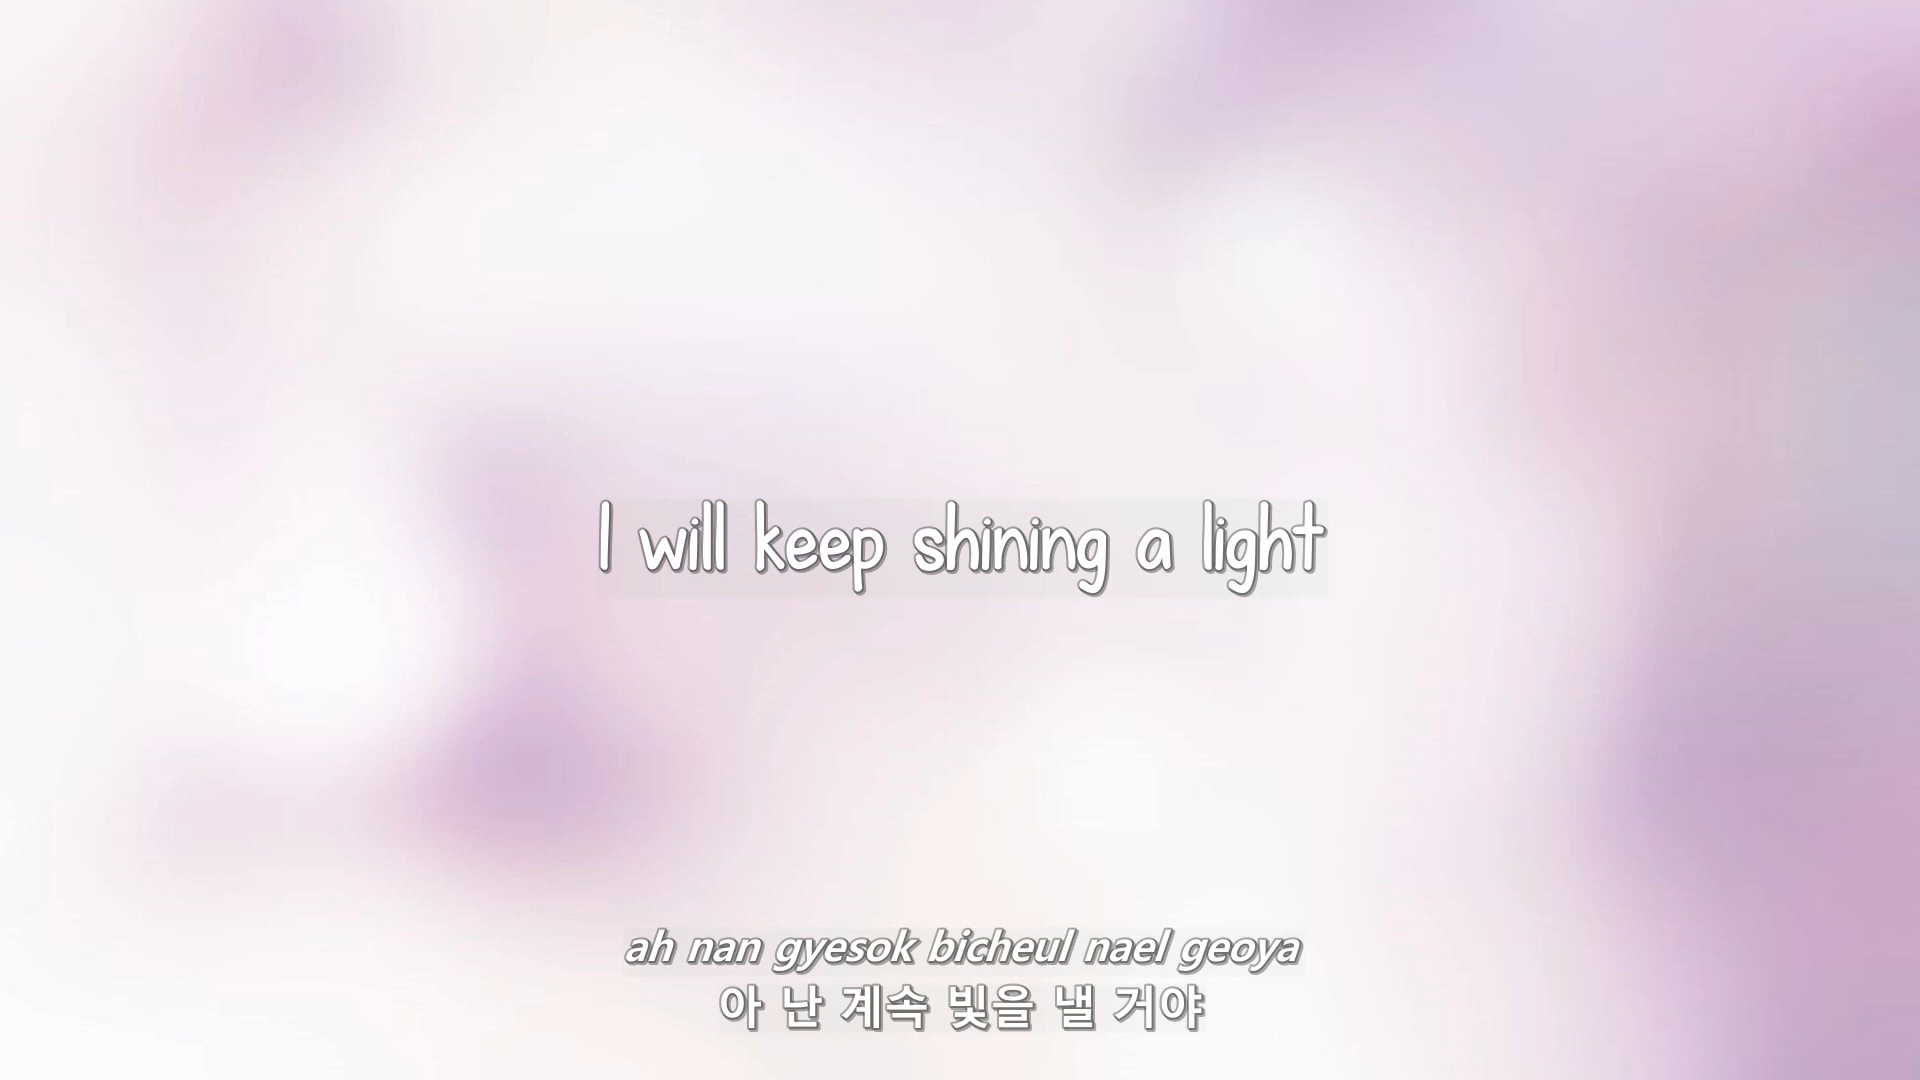 I will keep shining a light
ah nan gyesok bicheul nael geoya
아 난 계속 빛을 낼 거야